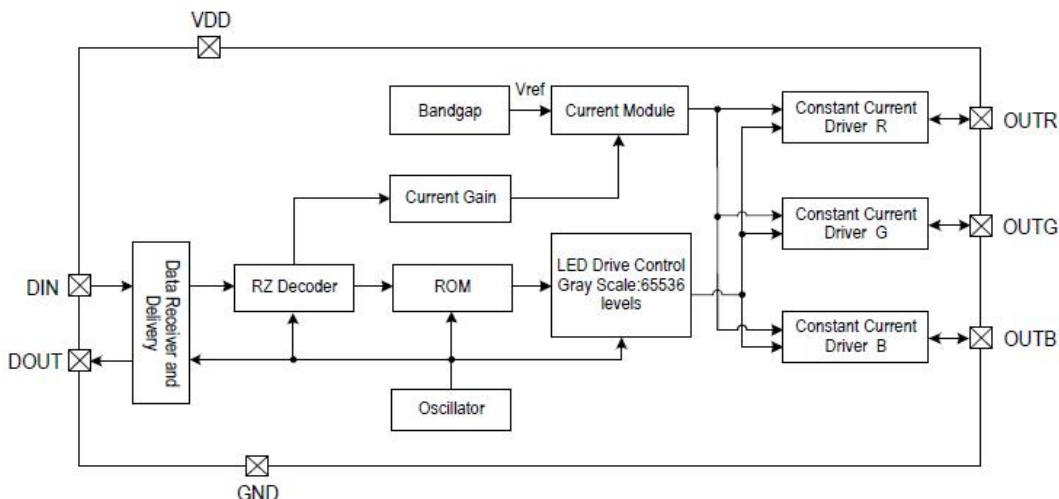 VDD
Bandgap
Vref
Current Module
Constant Current
Driver R
OUTR
Current Gain
Constant Current
Driver G
OUTG
DIN
Data Receiver and
Delivery
RZ Decoder
ROM
LED Drive Control
Gray Scale:65536
levels
DOUT
Constant Current
Driver B
OUTB
Oscillator
GND